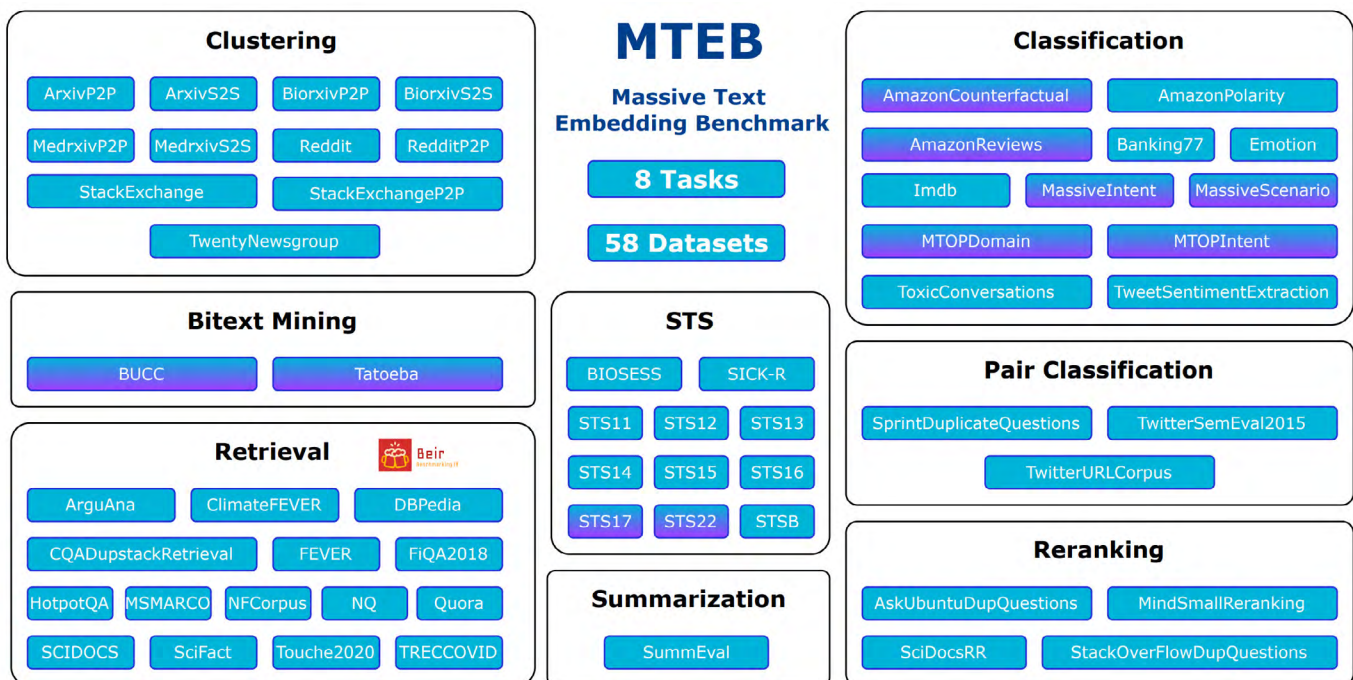 Clustering
ArxivP2P ArxivS2S BiorxivP2P BiorxivS2S
MedrxivP2P MedrxivS2S Reddit RedditP2P
StackExchange StackExchangeP2P
TwentyNewsgroup
MTEB
Massive Text
Embedding Benchmark
8 Tasks
58 Datasets
Classification
AmazonCounterfactual AmazonPolarity
AmazonReviews Banking77 Emotion
Imdb MassiveIntent MassiveScenario
MTOPDomain MTOPIntent
ToxicConversations TweetSentimentExtraction
Bitext Mining
BUCC Tatoeba
STS
BIOSESS SICK-R
STS11 STS12 STS13
STS14 STS15 STS16
STS17 STS22 STSB
Pair Classification
SprintDuplicateQuestions TwitterSemEval2015
TwitterURLCorpus
Retrieval
Beir
Benchmarking IR
ArguAna ClimateFEVER DBPedia
CQADupstackRetrieval FEVER FiQA2018
HotpotQA MSMARCO NFCorpus NQ Quora
SCIDOCS SciFact Touche2020 TRECCOVID
Summarization
SummEval
Reranking
AskUbuntuDupQuestions MindSmallReranking
SciDocsRR StackOverFlowDupQuestions